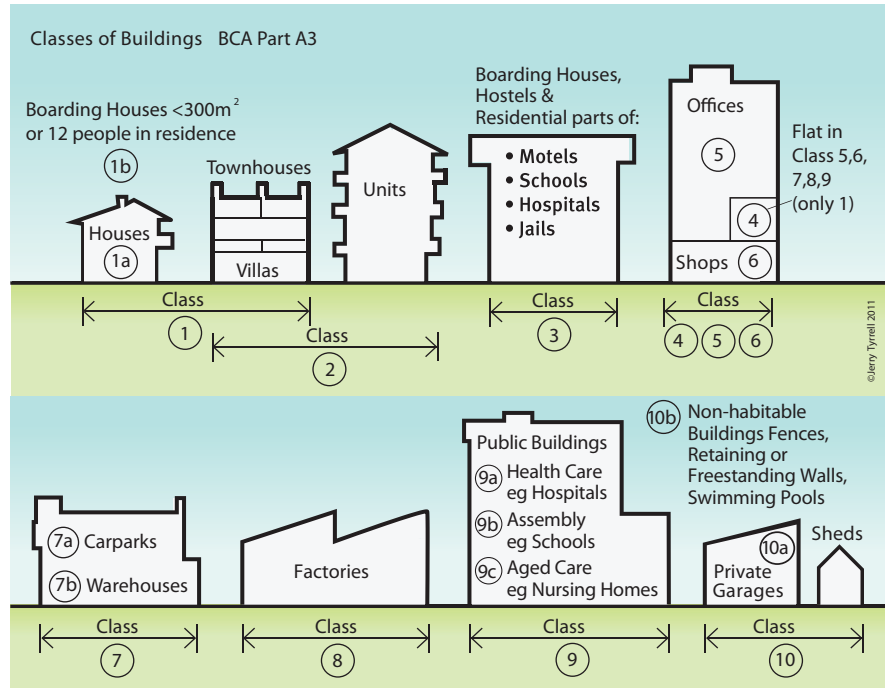 Classes of Buildings BCA Part A3
Boarding Houses <300m²
or 12 people in residence
1b
Houses
1a
Townhouses
Villas
Units
Boarding Houses,
Hostels &
Residential parts of:
• Motels
• Schools
• Hospitals
• Jails
Offices
5
4
Shops 6
Flat in
Class 5,6,
7,8,9
(only 1)
Class
1
Class
2
Class
3
Class
4 5 6
©Jerry Tyrrell 2011
7a Carparks
7b Warehouses
Factories
Public Buildings
9a Health Care
eg Hospitals
9b Assembly
eg Schools
9c Aged Care
eg Nursing Homes
10b Non-habitable
Buildings Fences,
Retaining or
Freestanding Walls,
Swimming Pools
10a
Private
Garages
Sheds
Class
7
Class
8
Class
9
Class
10